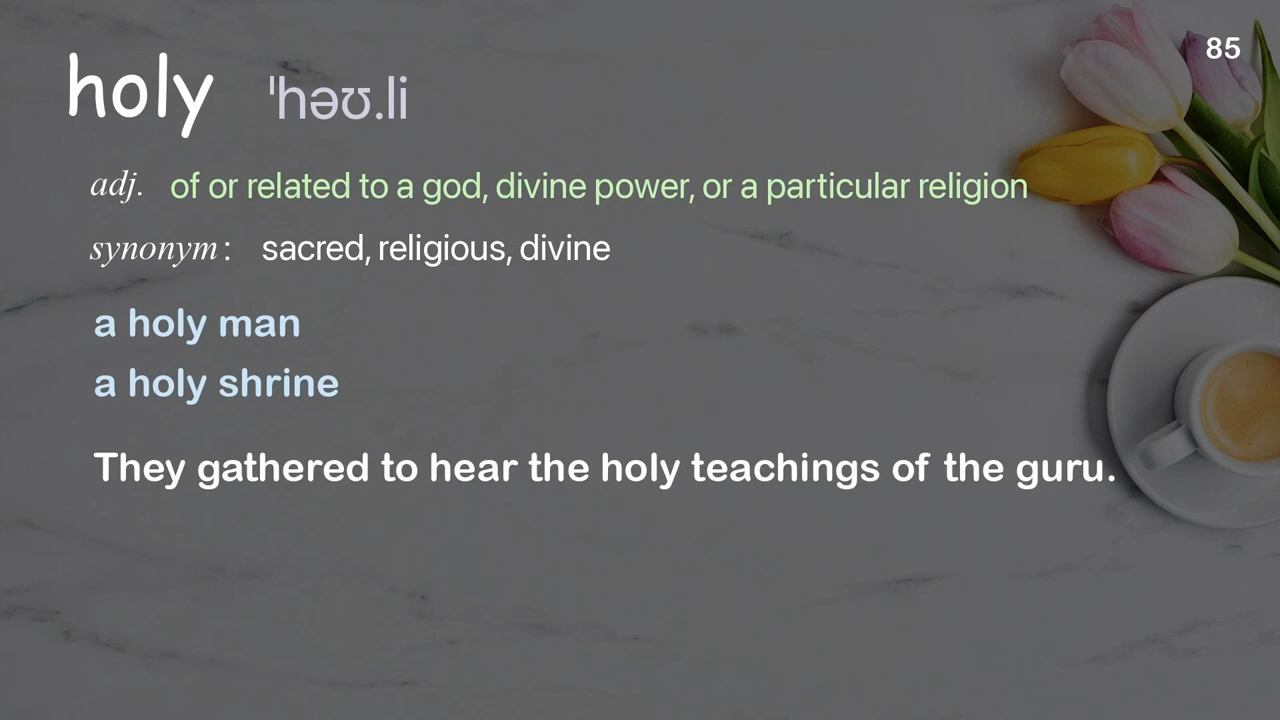 85
holy ˈhəʊ.li
adj. of or related to a god, divine power, or a particular religion
synonym : sacred, religious, divine
a holy man
a holy shrine
They gathered to hear the holy teachings of the guru.